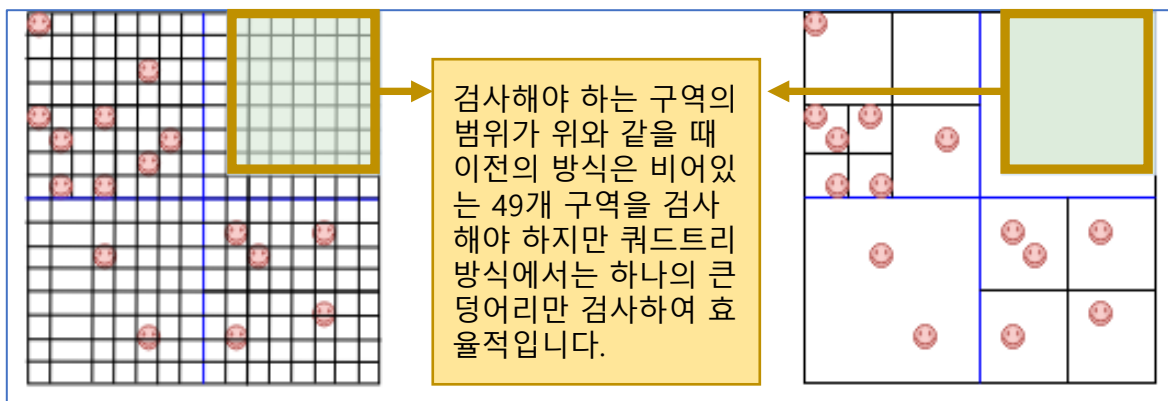 검사해야 하는 구역의
범위가 위와 같을 때
이전의 방식은 비어있
는 49개 구역을 검사
해야 하지만 쿼드트리
방식에서는 하나의 큰
덩어리만 검사하여 효
율적입니다.